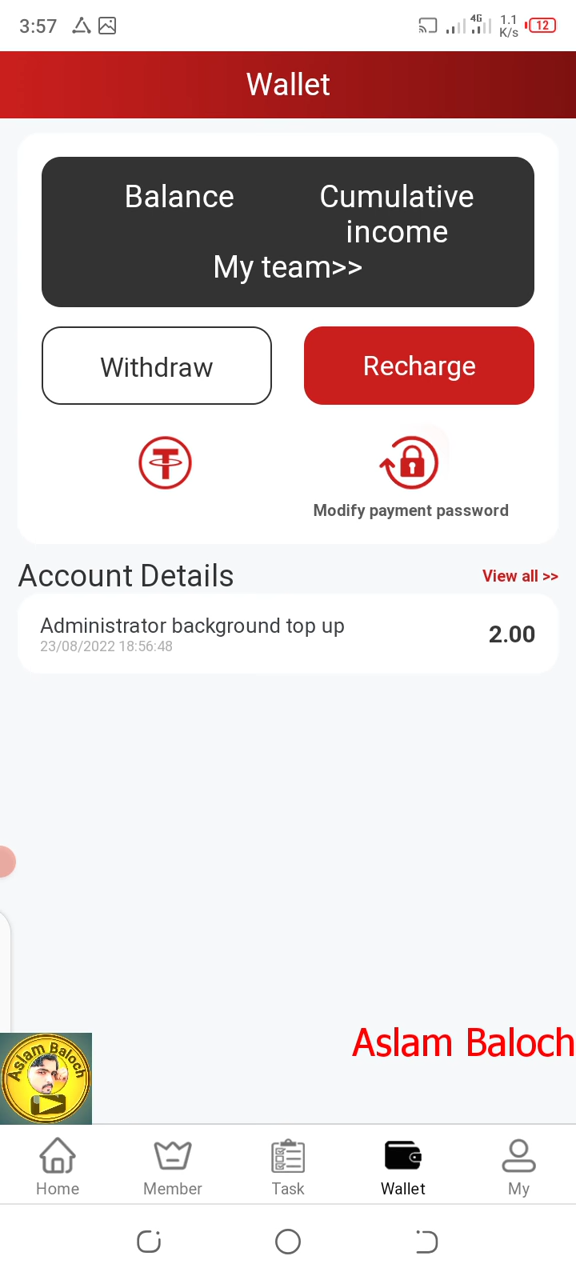 3:57
4G
1.1
K/s
12
Wallet
Balance
Cumulative
income
My team>>
Withdraw
Recharge
Modify payment password
Account Details
View all >>
Administrator background top up
23/08/2022 18:56:48
2.00
Aslam Baloch
Aslam Baloch
Home
Member
Task
Wallet
My